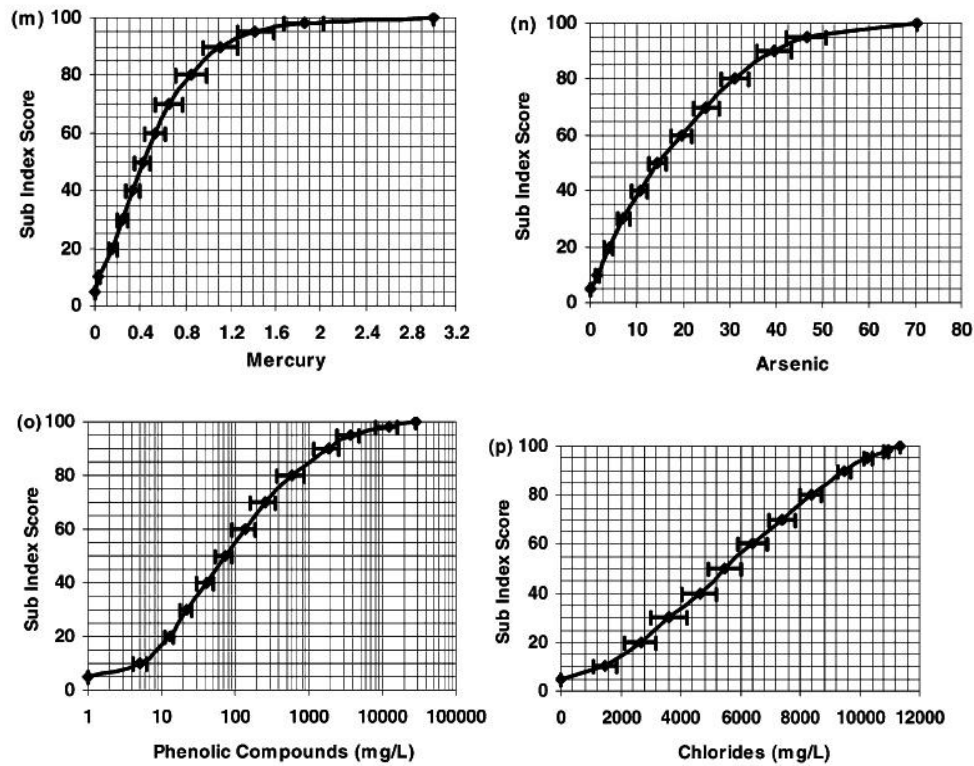 (m)
100
80
60
40
20
0
Sub Index Score
0 0.4 0.8 1.2 1.6 2 2.4 2.8 3.2
Mercury
(n)
100
80
60
40
20
0
Sub Index Score
0 10 20 30 40 50 60 70 80
Arsenic
(o)
100
80
60
40
20
0
Sub Index Score
1 10 100 1000 10000 100000
Phenolic Compounds (mg/L)
(p)
100
80
60
40
20
0
Sub Index Score
0 2000 4000 6000 8000 10000 12000
Chlorides (mg/L)